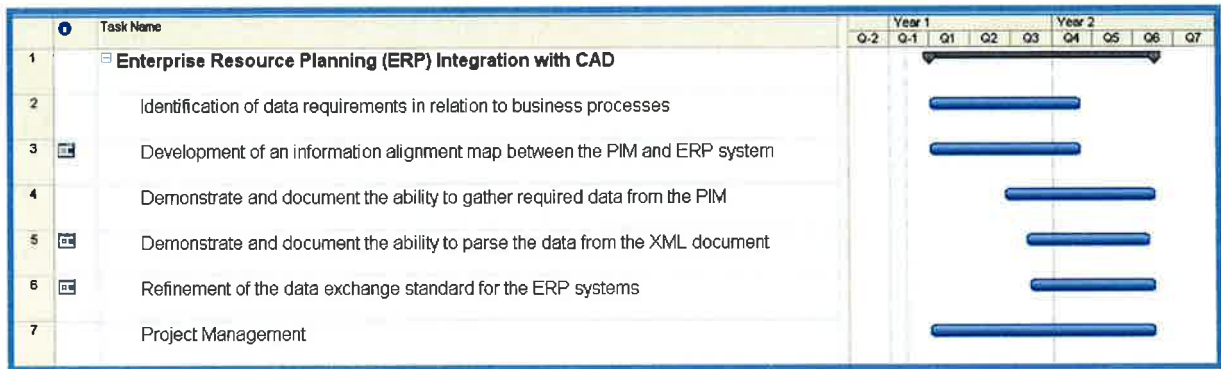 Task Name
Year 1 Year 2
Q-2 Q-1 Q1 Q2 Q3 Q4 Q5 Q6 Q7
1 Enterprise Resource Planning (ERP) Integration with CAD
2 Identification of data requirements in relation to business processes
3 Development of an information alignment map between the PIM and ERP system
4 Demonstrate and document the ability to gather required data from the PIM
5 Demonstrate and document the ability to parse the data from the XML document
6 Refinement of the data exchange standard for the ERP systems
7 Project Management